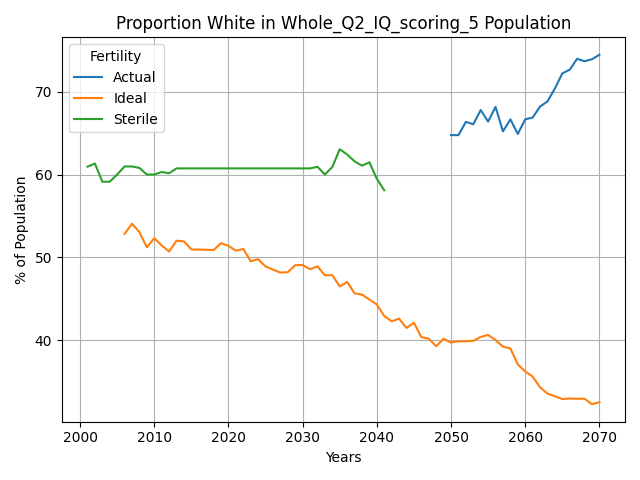 Proportion White in Whole_Q2_IQ_scoring_5 Population
Fertility
Actual
Ideal
Sterile
% of Population
70
60
50
40
2000 2010 2020 2030 2040 2050 2060 2070
Years